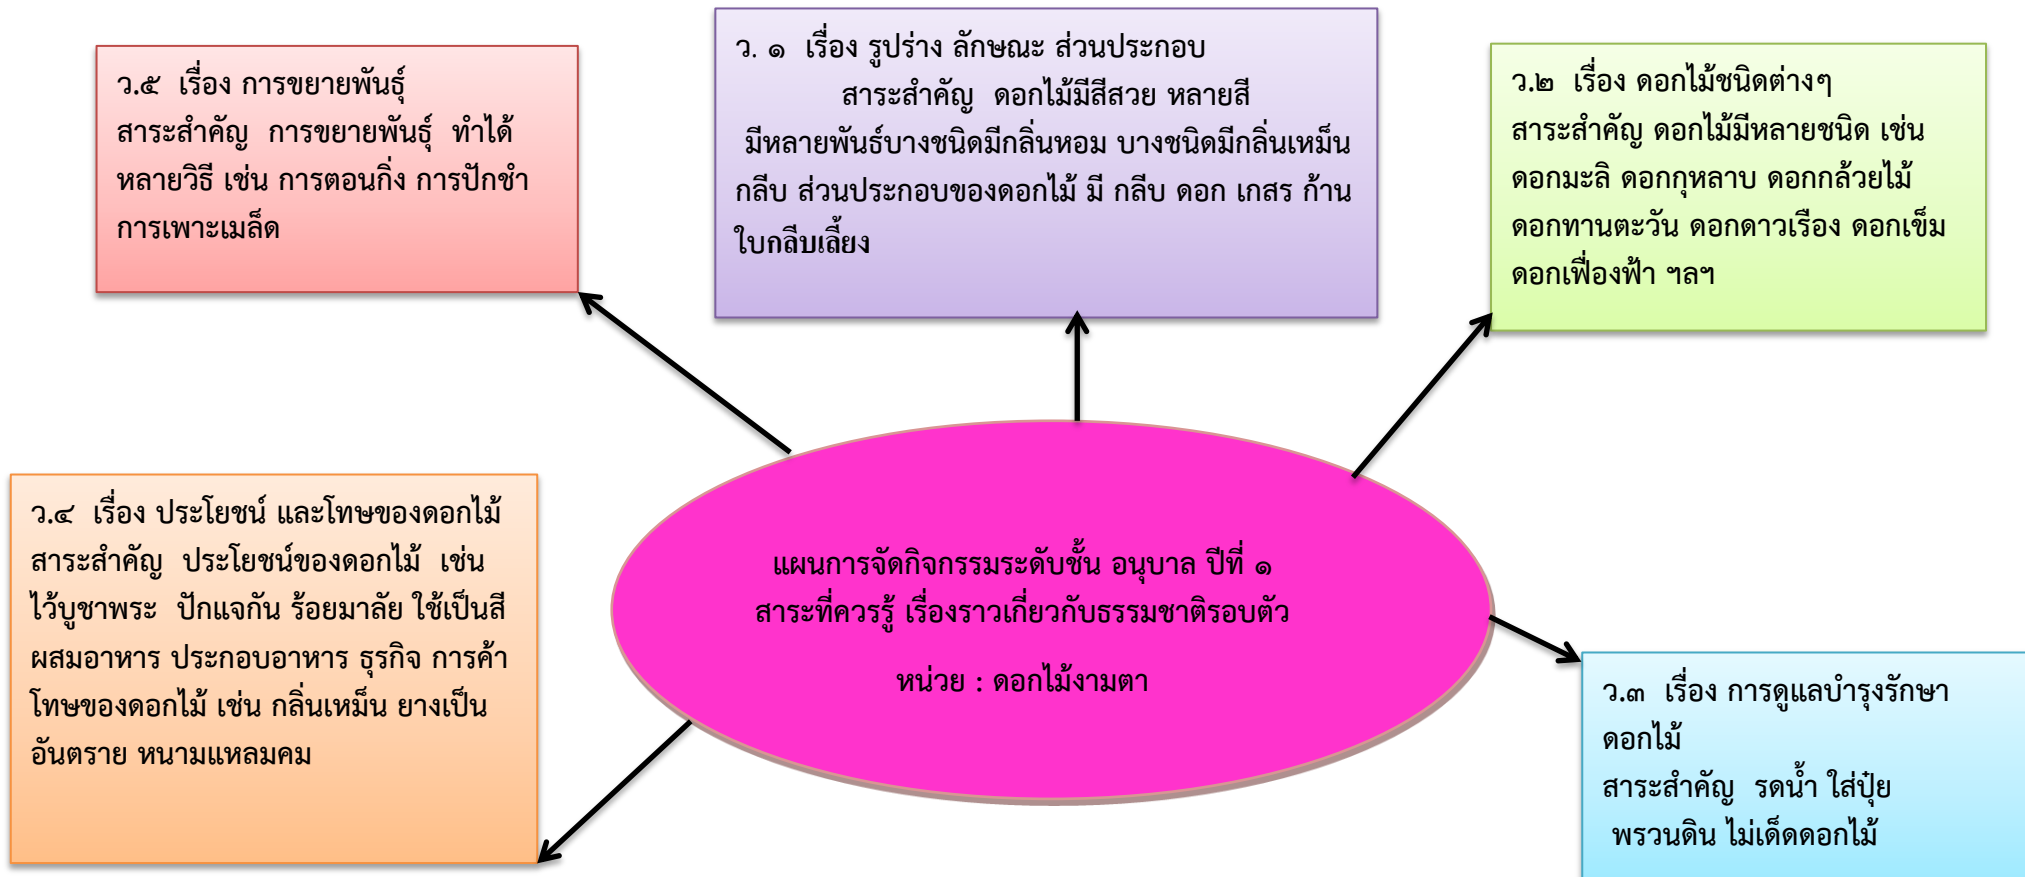 ว. ๑ เรื่อง รูปร่าง ลักษณะ ส่วนประกอบ
สาระสำคัญ ดอกไม้มีสีสวย หลายสี
มีหลายพันธ์บางชนิดมีกลิ่นหอม บางชนิดมีกลิ่นเหม็น
กลีบ ส่วนประกอบของดอกไม้ มี กลีบ ดอก เกสร ก้าน
ใบกลีบเลี้ยง
ว.๒ เรื่อง ดอกไม้ชนิดต่างๆ
สาระสำคัญ ดอกไม้มีหลายชนิด เช่น
ดอกมะลิ ดอกกุหลาบ ดอกกล้วยไม้
ดอกทานตะวัน ดอกดาวเรือง ดอกเข็ม
ดอกเฟื่องฟ้า ฯลฯ
ว.๓ เรื่อง การดูแลบำรุงรักษา
ดอกไม้
สาระสำคัญ รดน้ำ ใส่ปุ๋ย
พรวนดิน ไม่เด็ดดอกไม้
ว.๔ เรื่อง ประโยชน์ และโทษของดอกไม้
สาระสำคัญ ประโยชน์ของดอกไม้ เช่น
ไว้บูชาพระ ปักแจกัน ร้อยมาลัย ใช้เป็นสี
ผสมอาหาร ประกอบอาหาร ธุรกิจ การค้า
โทษของดอกไม้ เช่น กลิ่นเหม็น ยางเป็น
อันตราย หนามแหลมคม
ว.๕ เรื่อง การขยายพันธุ์
สาระสำคัญ การขยายพันธุ์ ทำได้
หลายวิธี เช่น การตอนกิ่ง การปักชำ
การเพาะเมล็ด
แผนการจัดกิจกรรมระดับชั้น อนุบาล ปีที่ ๑
สาระที่ควรรู้ เรื่องราวเกี่ยวกับธรรมชาติรอบตัว
หน่วย : ดอกไม้งามตา